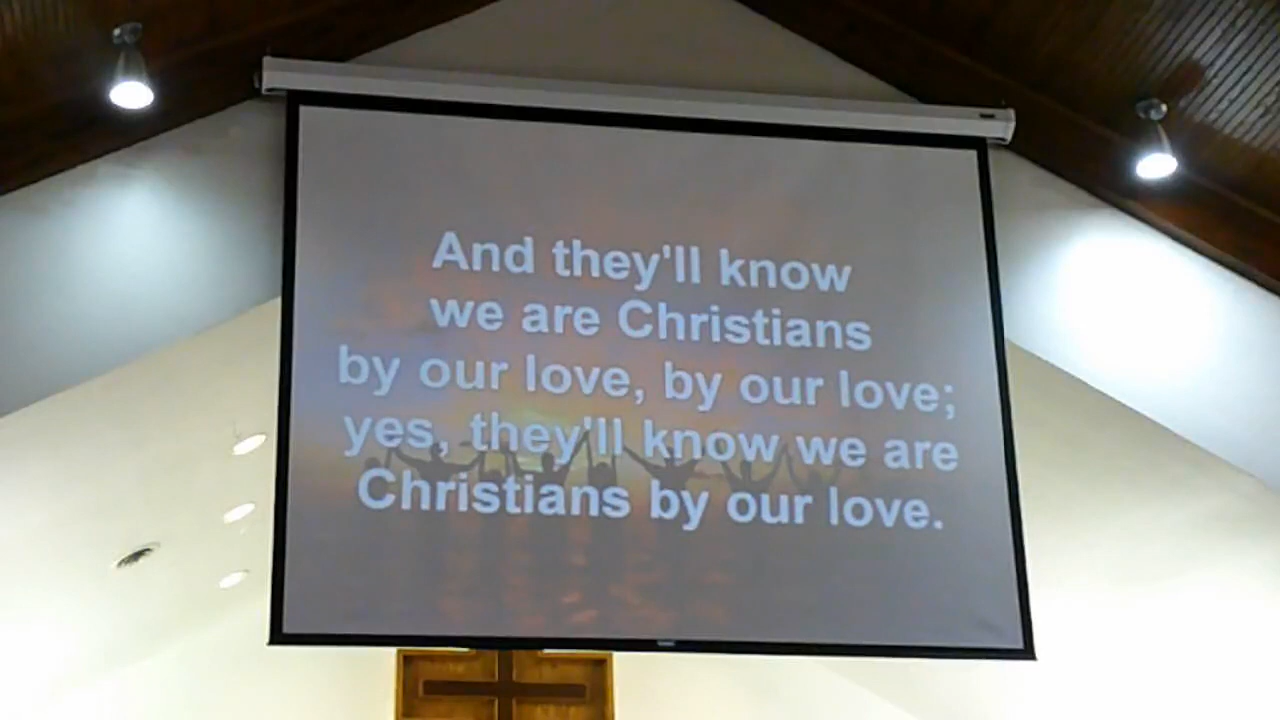 And they'll know
we are Christians
by our love, by our love;
yes, they'll know we are
Christians by our love.